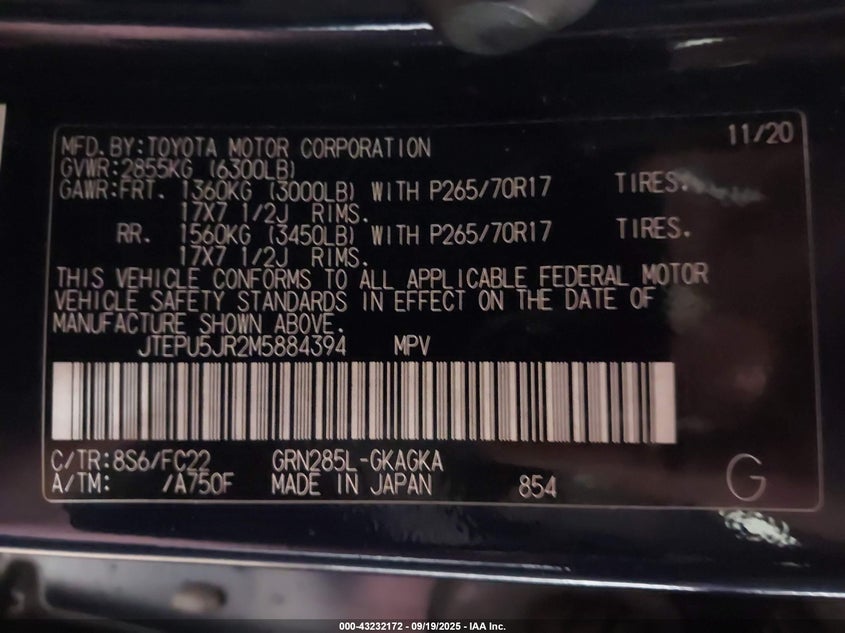 MFD.BY:TOYOTA MOTOR CORPORATION 11/20
GVWR:2855KG (6300LB)
GAWR:FRT. 1360KG (3000LB) WITH P265/70R17 TIRES.
17X7 1/2J RIMS.
RR. 1560KG (3450LB) WITH P265/70R17 TIRES.
17X7 1/2J RIMS.
THIS VEHICLE CONFORMS TO ALL APPLICABLE FEDERAL MOTOR
VEHICLE SAFETY STANDARDS IN EFFECT ON THE DATE OF
MANUFACTURE SHOWN ABOVE.
JTEPU5JR2M5884394 MPV
C/TR:8S6/FC22 GRN285L-GKAGKA
A/TM: /A750F MADE IN JAPAN 854 G
000-43232172 - 09/19/2025 - IAA Inc.